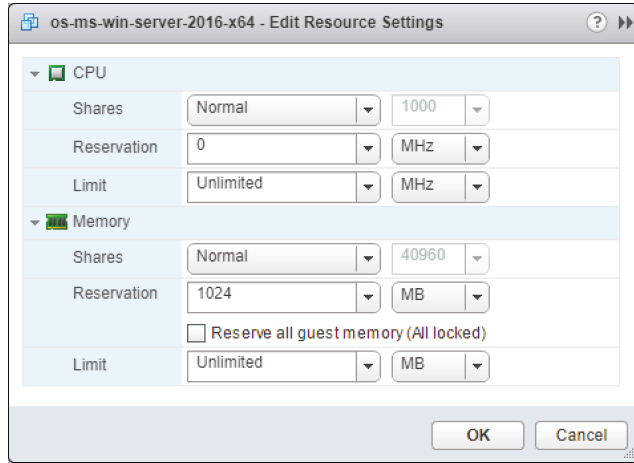 os-ms-win-server-2016-x64 - Edit Resource Settings ?
CPU
Shares Normal 1000
Reservation 0 MHz
Limit Unlimited MHz
Memory
Shares Normal 40960
Reservation 1024 MB
Reserve all guest memory (All locked)
Limit Unlimited MB
OK Cancel